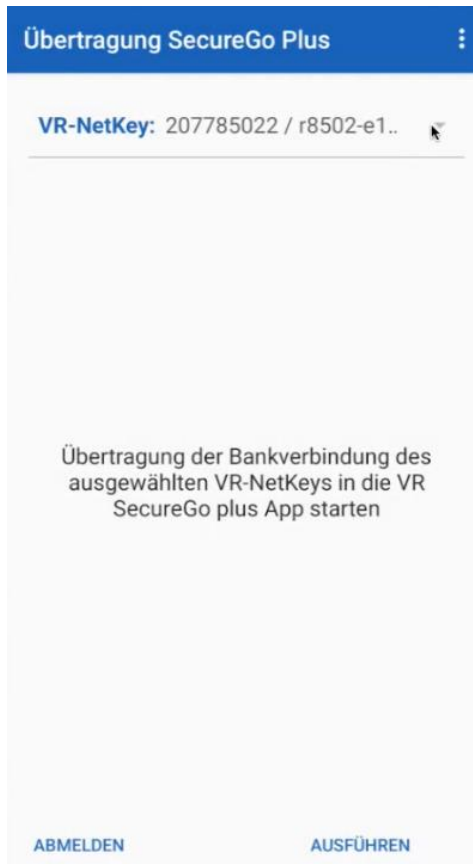 Übertragung SecureGo Plus
VR-NetKey: 207785022 / r8502-e1..
Übertragung der Bankverbindung des
ausgewählten VR-NetKeys in die VR
SecureGo plus App starten
ABMELDEN
AUSFÜHREN